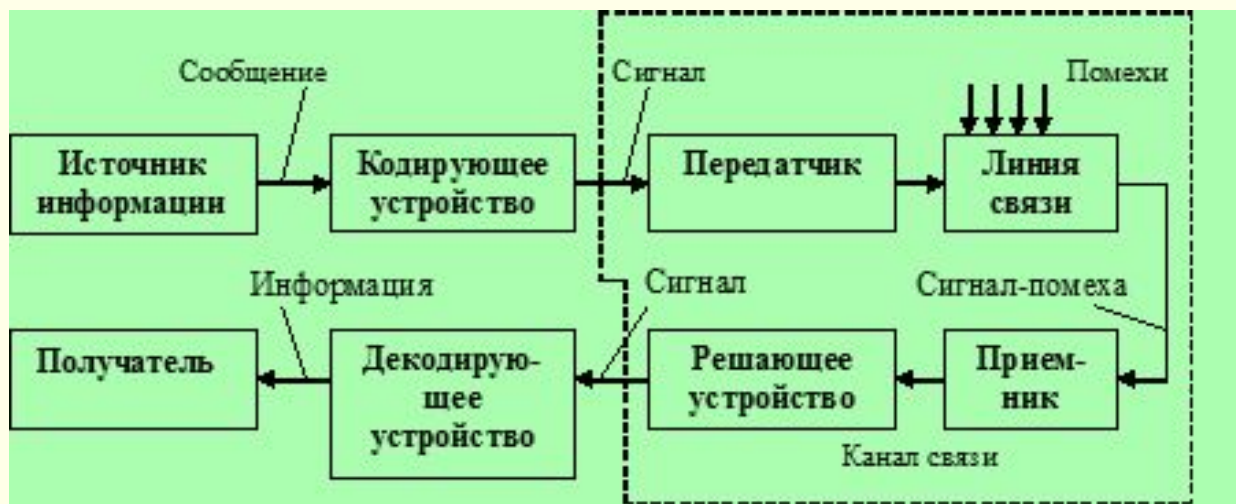 Сообщение
Сигнал
Помехи
Источник
информации
Кодирующее
устройство
Передатчик
Линия
связи
Информация
Сигнал
Сигнал-помеха
Получатель
Декодирую-
щее
устройство
Решающее
устройство
Прием-
ник
Канал связи